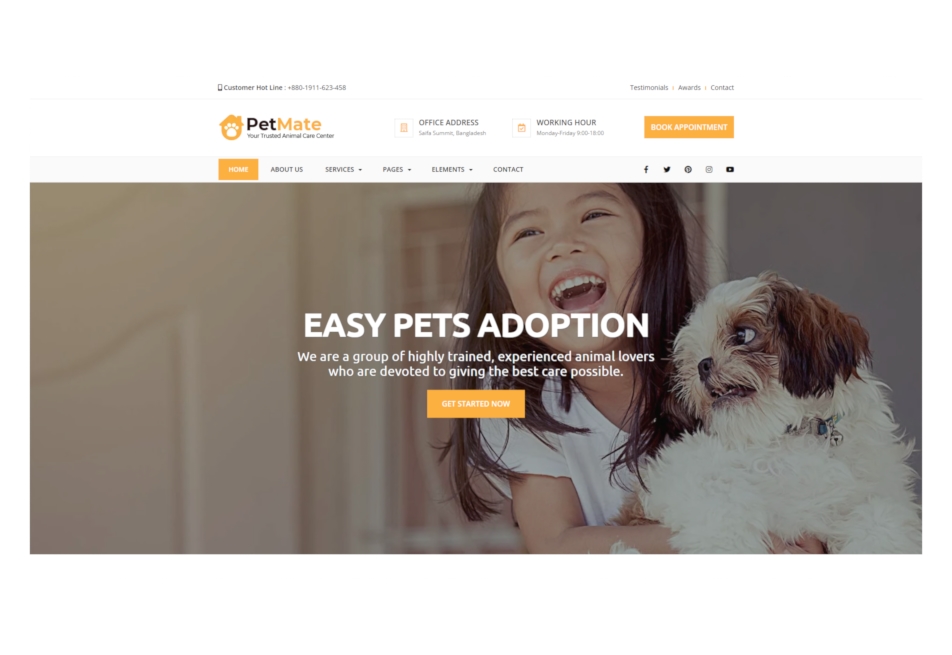 Customer Hot Line : +880-1911-623-458
Testimonials Awards Contact
PetMate
Your Trusted Animal Care Center
OFFICE ADDRESS
Saifa Summit, Bangladesh
WORKING HOUR
Monday-Friday 9:00-18:00
BOOK APPOINTMENT
HOME ABOUT US SERVICES PAGES ELEMENTS CONTACT
EASY PETS ADOPTION
We are a group of highly trained, experienced animal lovers
who are devoted to giving the best care possible.
GET STARTED NOW